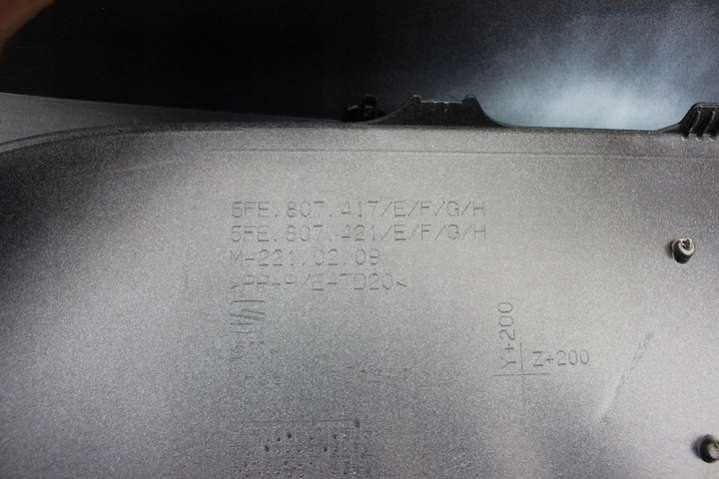 5FE.807.417/E/F/G/H
5FE.807.421/E/F/G/H
M-221.02.08
>PP+P/E-TD20<
Y+200
Z+200